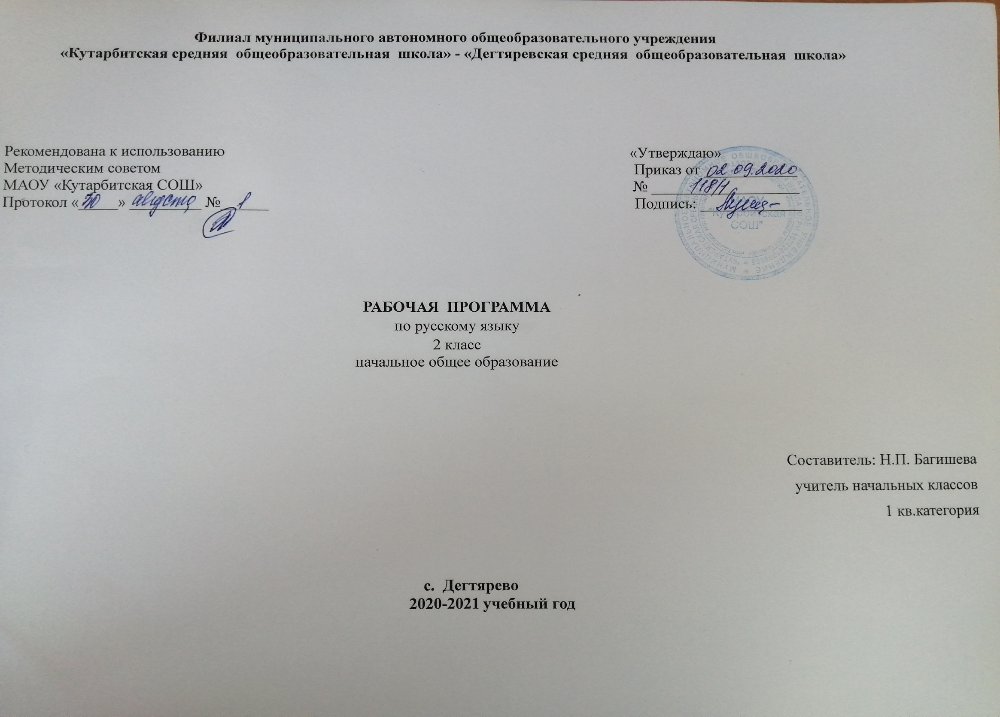 Филиал муниципального автономного общеобразовательного учреждения
«Кутарбитская средняя общеобразовательная школа» - «Дегтяревская средняя общеобразовательная школа»
Рекомендована к использованию
Методическим советом
МАОУ «Кутарбитская СОШ»
Протокол «30» августа № 1
«Утверждаю»
Приказ от 02.09.2020
№ 118/1
Подпись:
"Кутарбитская
СОШ"
РАБОЧАЯ ПРОГРАММА
по русскому языку
2 класс
начальное общее образование
Составитель: Н.П. Багишева
учитель начальных классов
1 кв.категория
с. Дегтярево
2020-2021 учебный год